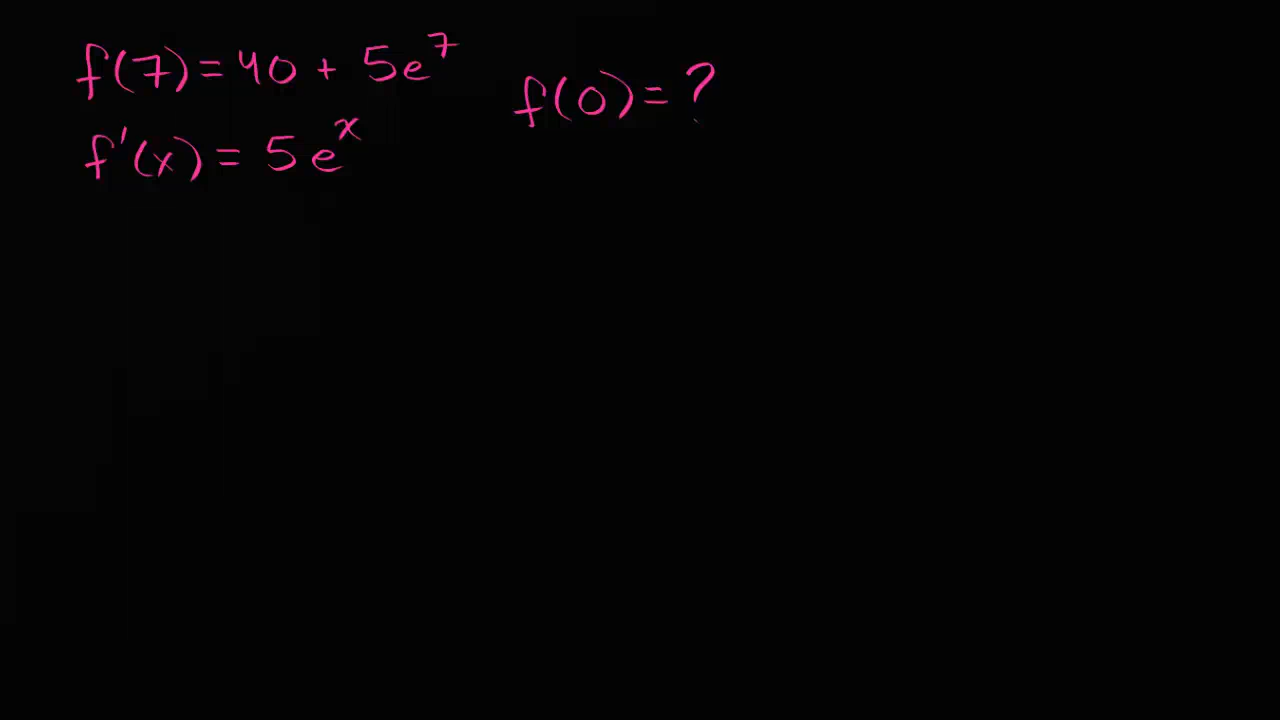 f(7) = 40 + 5e^7
f'(x) = 5e^x
f(0) = ?